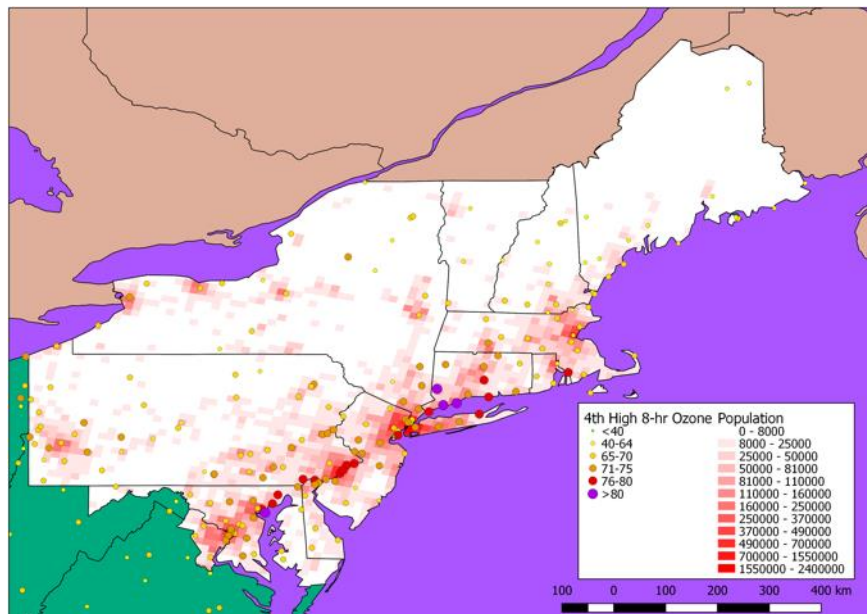 4th High 8-hr Ozone
<40
40-64
65-70
71-75
76-80
>80
Population
0 - 8000
8000 - 25000
25000 - 50000
50000 - 81000
81000 - 110000
110000 - 160000
160000 - 250000
250000 - 370000
370000 - 490000
490000 - 700000
700000 - 1550000
1550000 - 2400000
100 0 100 200 300 400 km